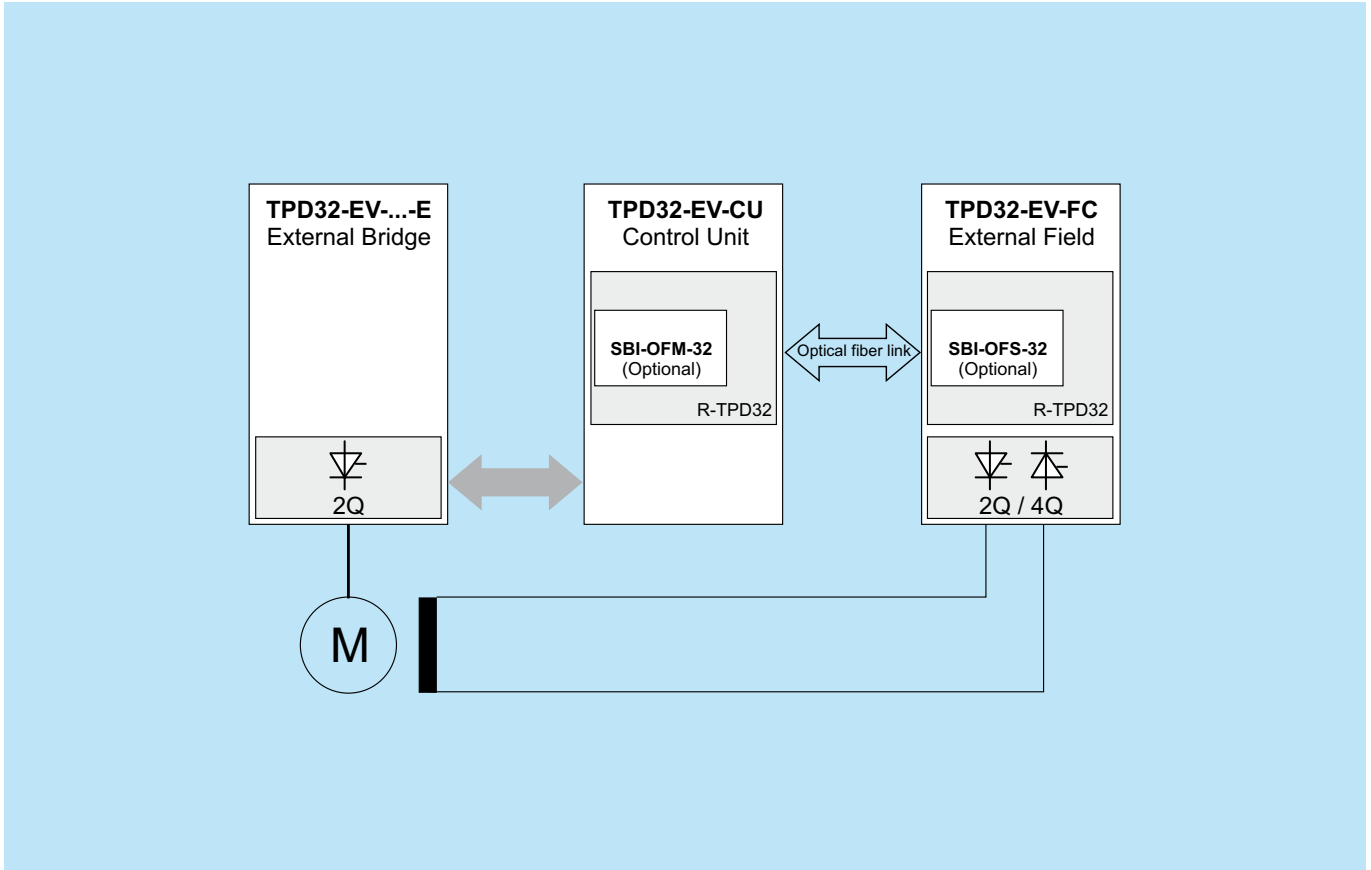 TPD32-EV-...-E
External Bridge
2Q
M
TPD32-EV-CU
Control Unit
SBI-OFM-32
(Optional)
R-TPD32
Optical fiber link
TPD32-EV-FC
External Field
SBI-OFS-32
(Optional)
R-TPD32
2Q / 4Q